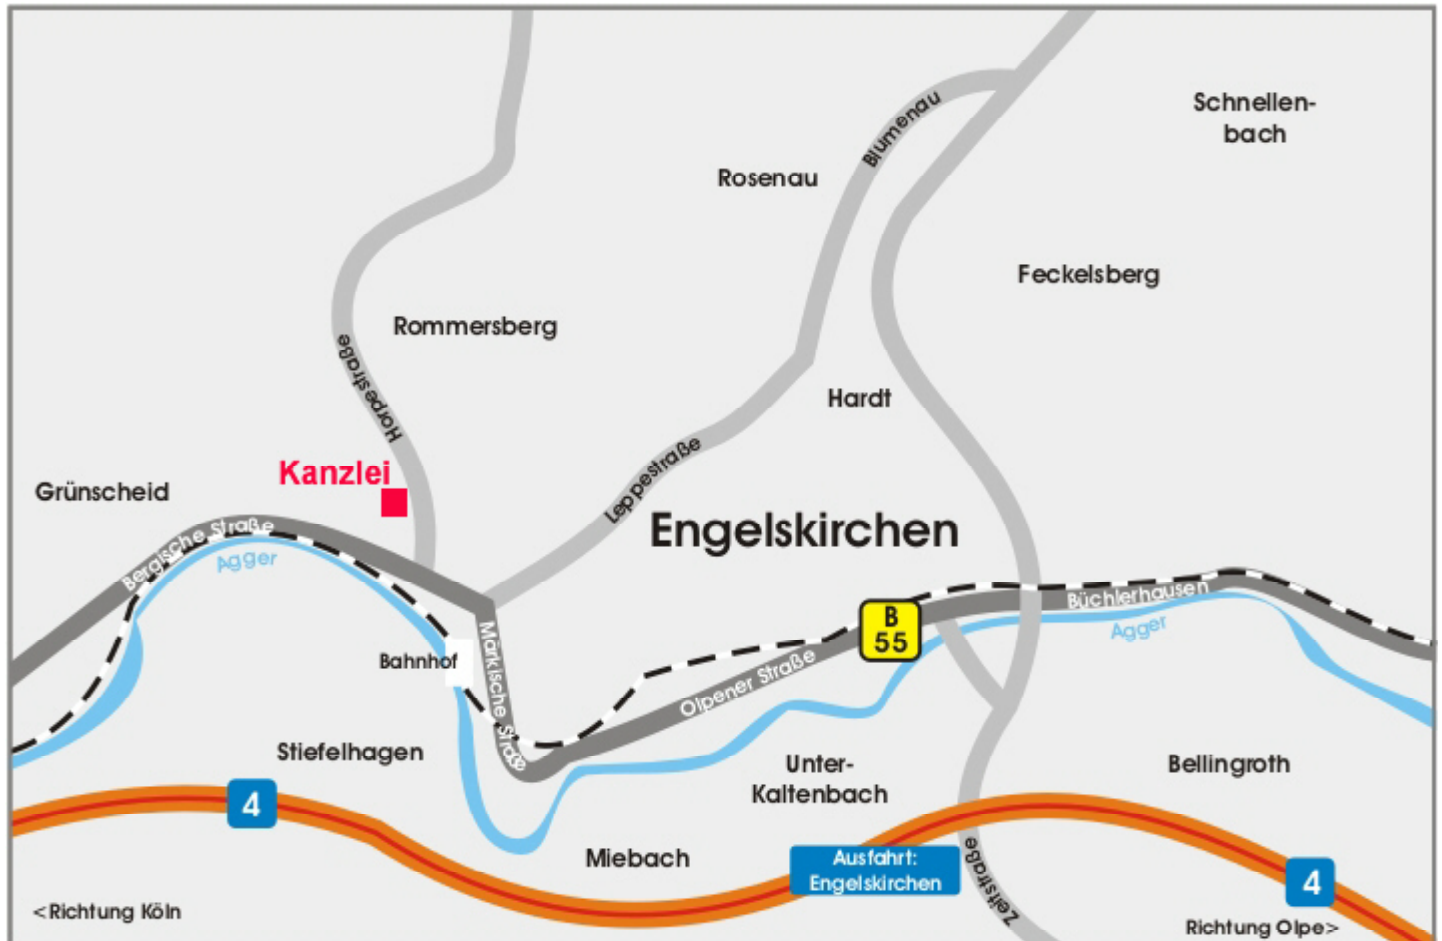 Schnellen-
bach
Blumenau
Rosenau
Feckelsberg
Rommersberg
Horpestraße
Hardt
Kanzlei
Grünscheid
Leppestraße
Engelskirchen
Bergische Straße
Agger
Büchlerhausen
B
55
Agger
Märkische Straße
Bahnhof
Olpener Straße
Stiefelhagen
Unter-
Kaltenbach
Bellingroth
4
Miebach
Ausfahrt:
Engelskirchen
Zeitstraße
4
<Richtung Köln
Richtung Olpe>